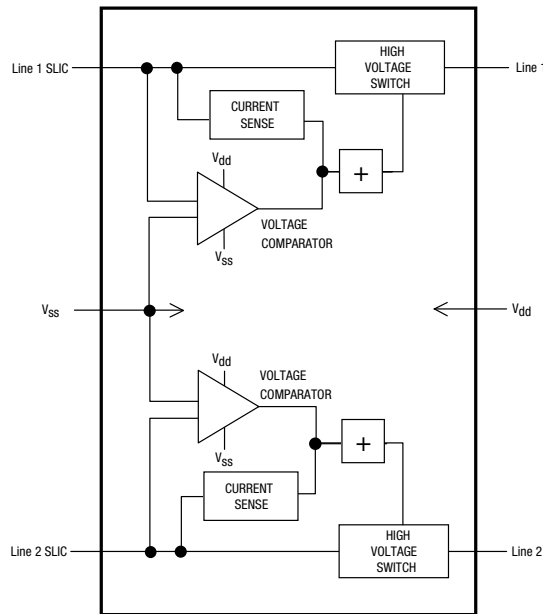 HIGH
VOLTAGE
SWITCH
Line 1 SLIC
Line 1
CURRENT
SENSE
Vdd
+
VOLTAGE
COMPARATOR
Vss
Vss
Vdd
Vdd
VOLTAGE
COMPARATOR
+
Vss
CURRENT
SENSE
HIGH
VOLTAGE
SWITCH
Line 2 SLIC
Line 2